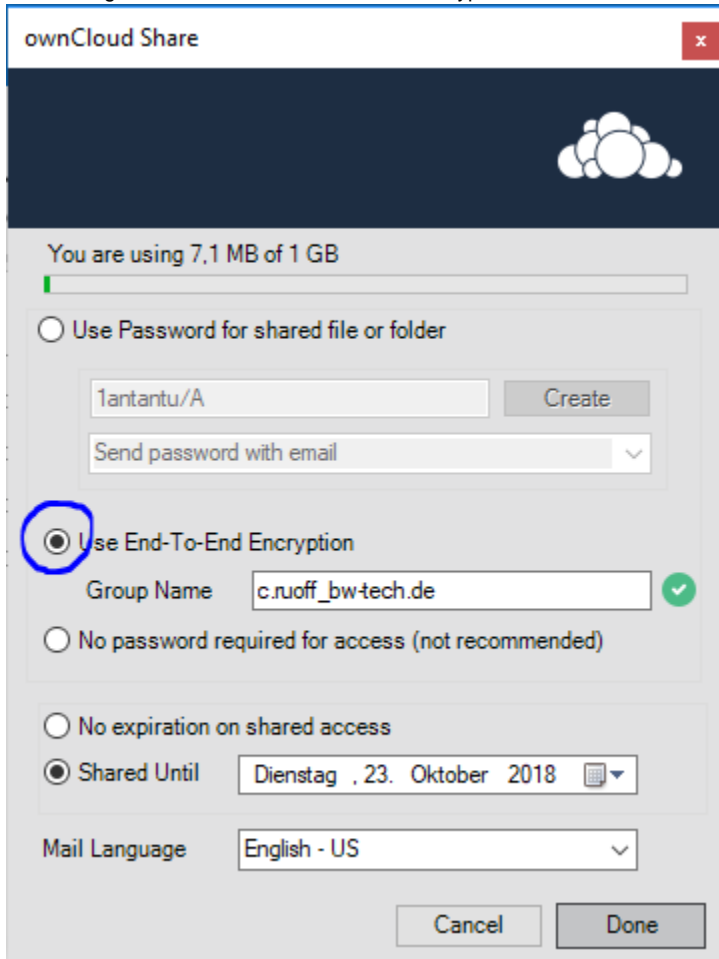 ownCloud Share
x
You are using 7,1 MB of 1 GB
Use Password for shared file or folder
1antantu/A
Create
Send password with email
Use End-To-End Encryption
Group Name
c.ruoff_bw-tech.de
No password required for access (not recommended)
No expiration on shared access
Shared Until
Dienstag , 23. Oktober 2018
Mail Language
English - US
Cancel
Done